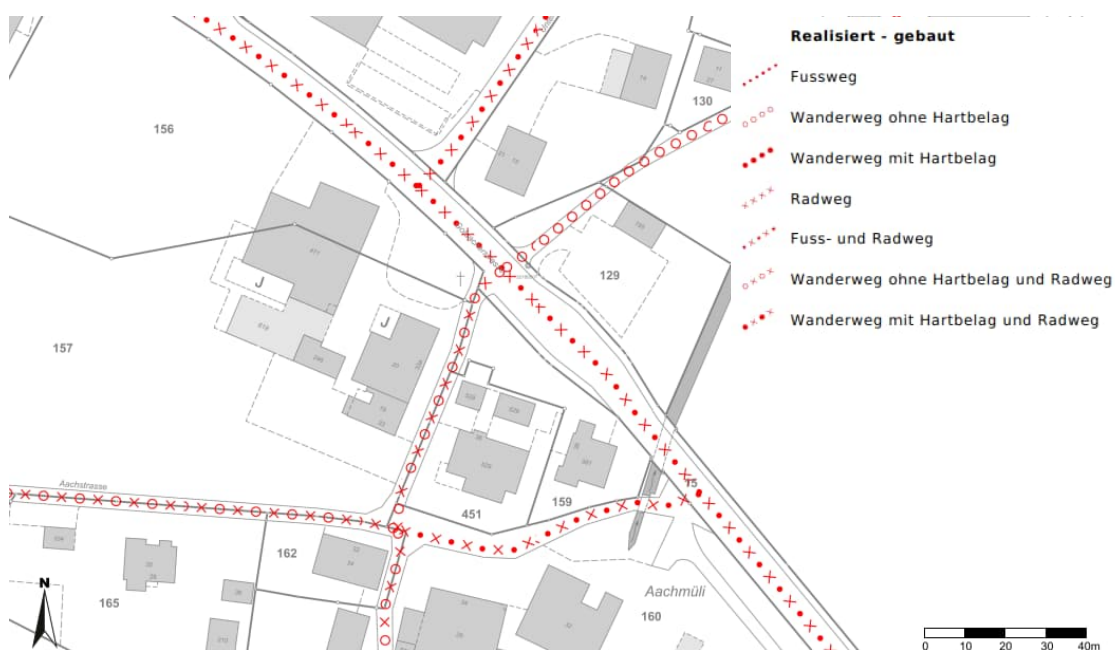 Realisiert - gebaut
Fussweg
Wanderweg ohne Hartbelag
Wanderweg mit Hartbelag
Radweg
Fuss- und Radweg
Wanderweg ohne Hartbelag und Radweg
Wanderweg mit Hartbelag und Radweg
156
130
129
J
157
J
Aachstrasse
15
159
451
162
165
Aachmüli
160
N
0 10 20 30 40m